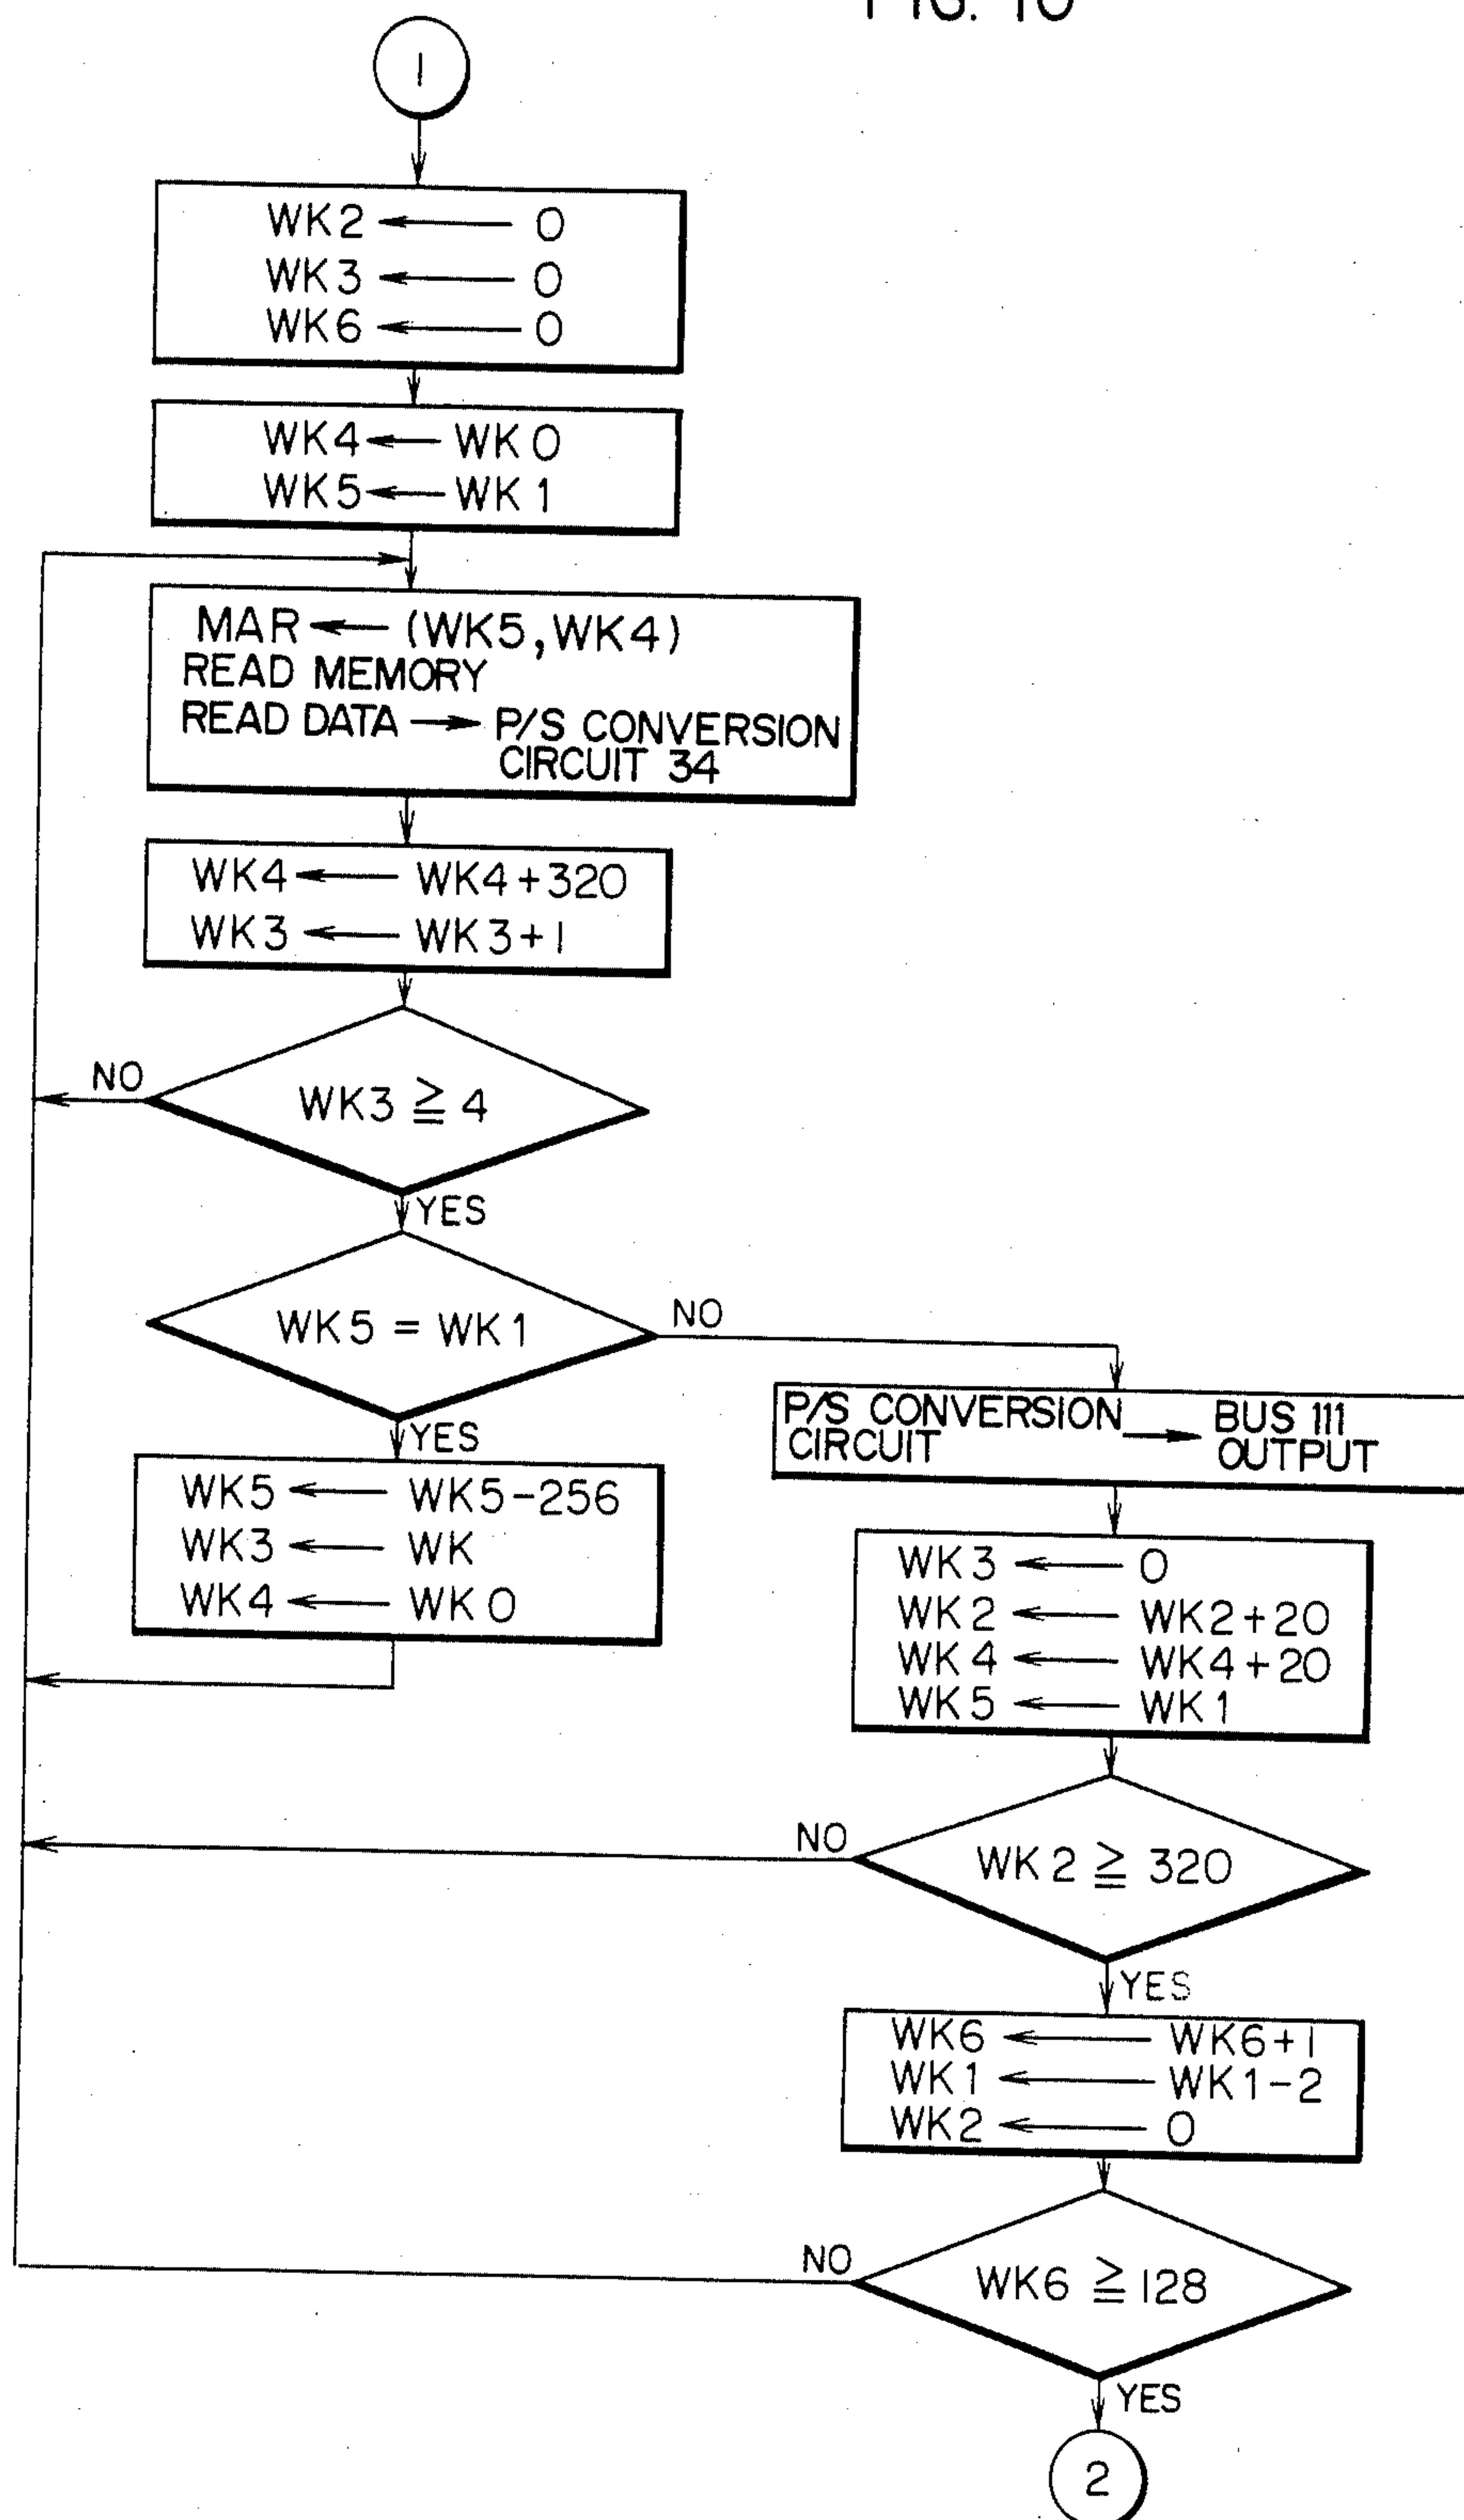 FIG. 10
1
WK2 ← 0
WK3 ← 0
WK6 ← 0
WK4 ← WK0
WK5 ← WK1
MAR ← (WK5,WK4)
READ MEMORY
READ DATA → P/S CONVERSION
CIRCUIT 34
WK4 ← WK4+320
WK3 ← WK3+1
NO
WK3 ≧ 4
YES
WK5 = WK1
NO
YES
P/S CONVERSION
CIRCUIT → BUS 111
OUTPUT
WK5 ← WK5-256
WK3 ← WK
WK4 ← WK0
WK3 ← 0
WK2 ← WK2+20
WK4 ← WK4+20
WK5 ← WK1
NO
WK2 ≧ 320
YES
WK6 ← WK6+1
WK1 ← WK1-2
WK2 ← 0
NO
WK6 ≧ 128
YES
2